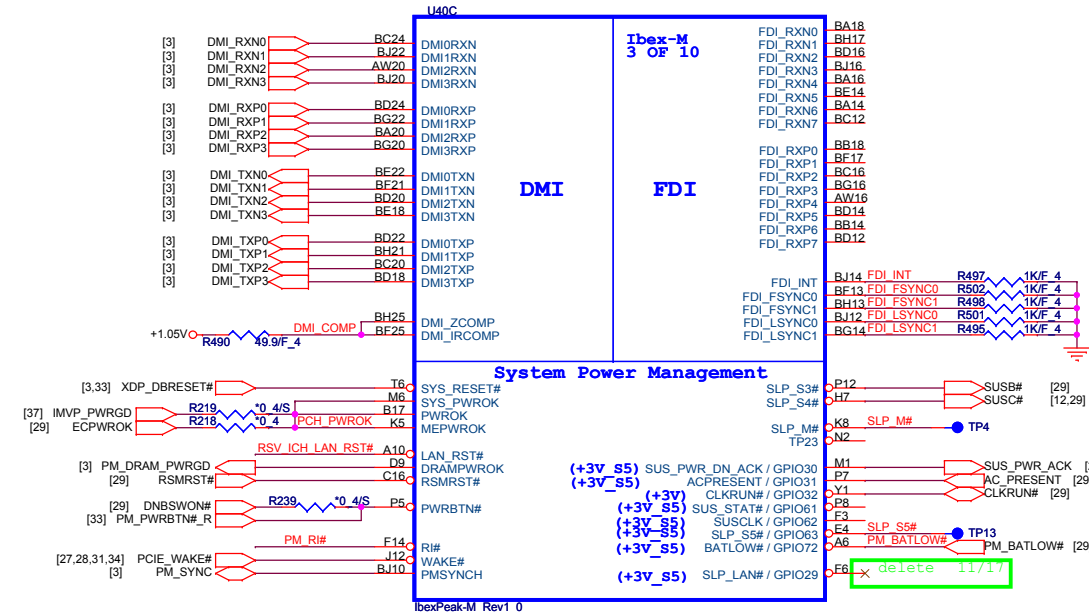 U40C
Ibex-M
3 OF 10
[3] DMI_RXN0 BC24 DMI0RXN
[3] DMI_RXN1 BJ22 DMI1RXN
[3] DMI_RXN2 AW20 DMI2RXN
[3] DMI_RXN3 BJ20 DMI3RXN
[3] DMI_RXP0 BD24 DMI0RXP
[3] DMI_RXP1 BG22 DMI1RXP
[3] DMI_RXP2 BA20 DMI2RXP
[3] DMI_RXP3 BG20 DMI3RXP
[3] DMI_TXN0 BE22 DMI0TXN
[3] DMI_TXN1 BF21 DMI1TXN
[3] DMI_TXN2 BD20 DMI2TXN
[3] DMI_TXN3 BE18 DMI3TXN
[3] DMI_TXP0 BD22 DMI0TXP
[3] DMI_TXP1 BH21 DMI1TXP
[3] DMI_TXP2 BC20 DMI2TXP
[3] DMI_TXP3 BD18 DMI3TXP
BH25 DMI_ZCOMP
+1.05V R490 49.9/F_4 DMI_COMP BF25 DMI_IRCOMP
DMI FDI
FDI_RXN0 BA18
FDI_RXN1 BH17
FDI_RXN2 BD16
FDI_RXN3 BJ16
FDI_RXN4 BA16
FDI_RXN5 BE14
FDI_RXN6 BA14
FDI_RXN7 BC12
FDI_RXP0 BB18
FDI_RXP1 BF17
FDI_RXP2 BC16
FDI_RXP3 BG16
FDI_RXP4 AW16
FDI_RXP5 BD14
FDI_RXP6 BB14
FDI_RXP7 BD12
FDI_INT BJ14 FDI_INT R497 1K/F_4
FDI_FSYNC0 BF13 FDI_FSYNC0 R502 1K/F_4
FDI_FSYNC1 BH13 FDI_FSYNC1 R498 1K/F_4
FDI_LSYNC0 BJ12 FDI_LSYNC0 R501 1K/F_4
FDI_LSYNC1 BG14 FDI_LSYNC1 R495 1K/F_4
System Power Management
[3,33] XDP_DBRESET# T6 SYS_RESET#
M6 SYS_PWROK
[37] IMVP_PWRGD R219 *0_4/S B17 PWROK
[29] ECPWROK R218 *0_4 PCH_PWROK K5 MEPWROK
RSV_ICH_LAN_RST# A10 LAN_RST#
[3] PM_DRAM_PWRGD D9 DRAMPWROK
[29] RSMRST# C16 RSMRST#
[29] DNBSWON# R239 *0_4/S P5 PWRBTN#
[33] PM_PWRBTN#_R
PM_RI# F14 RI#
[27,28,31,34] PCIE_WAKE# J12 WAKE#
[3] PM_SYNC BJ10 PMSYNCH
SLP_S3# P12 SUSB# [29]
SLP_S4# H7 SUSC# [12,29]
SLP_M# K8 SLP_M# TP4
TP23 N2
(+3V_S5) SUS_PWR_DN_ACK / GPIO30 M1 SUS_PWR_ACK [
(+3V_S5) ACPRESENT / GPIO31 P7 AC_PRESENT [29
(+3V) CLKRUN# / GPIO32 Y1 CLKRUN# [29]
(+3V_S5) SUS_STAT# / GPIO61 P8
(+3V_S5) SUSCLK / GPIO62 F3
(+3V_S5) SLP_S5# / GPIO63 E4 SLP_S5# TP13
(+3V_S5) BATLOW# / GPIO72 A6 PM_BATLOW# PM_BATLOW# [29
(+3V_S5) SLP_LAN# / GPIO29 F6 delete 11/17
IbexPeak-M_Rev1_0